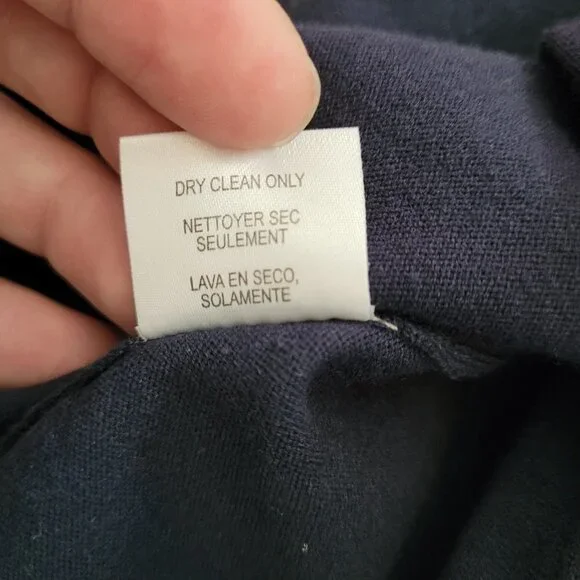 DRY CLEAN ONLY
NETTOYER SEC
SEULEMENT
LAVA EN SECO,
SOLAMENTE